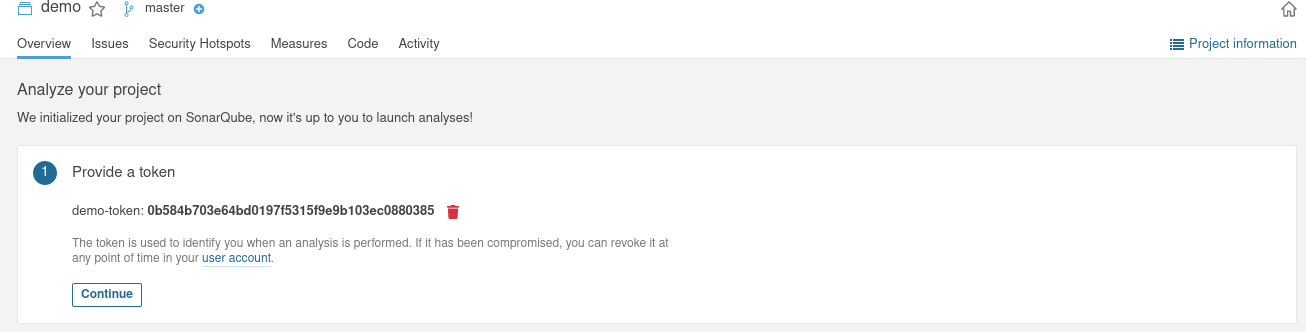 demo master
Overview Issues Security Hotspots Measures Code Activity Project information
Analyze your project
We initialized your project on SonarQube, now it's up to you to launch analyses!
1 Provide a token
demo-token: 0b584b703e64bd0197f5315f9e9b103ec0880385
The token is used to identify you when an analysis is performed. If it has been compromised, you can revoke it at
any point of time in your user account.
Continue